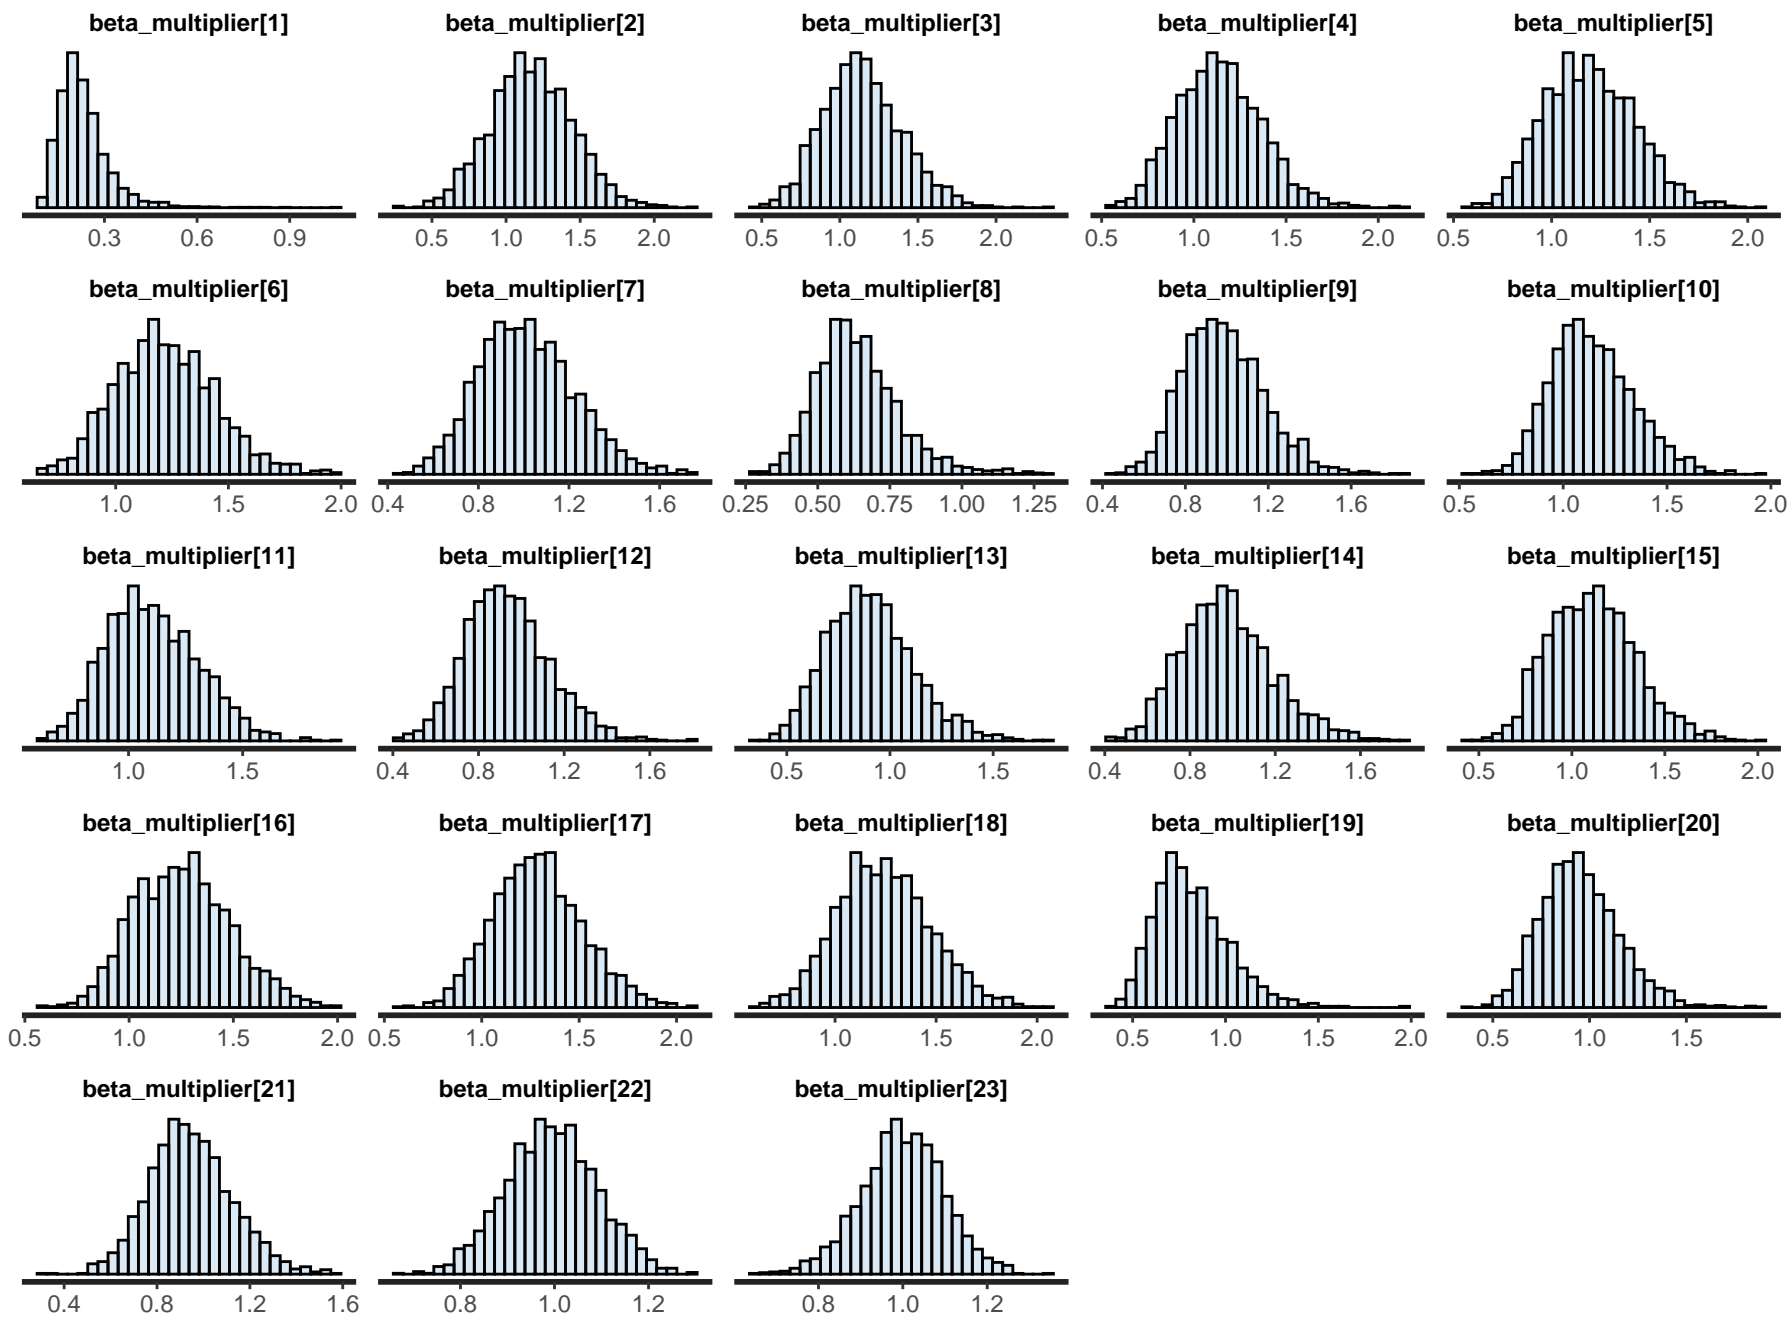 beta_multiplier[1] beta_multiplier[2] beta_multiplier[3] beta_multiplier[4] beta_multiplier[5]
0.3 0.6 0.9 0.5 1.0 1.5 2.0 0.5 1.0 1.5 2.0 0.5 1.0 1.5 2.0 0.5 1.0 1.5 2.0
beta_multiplier[6] beta_multiplier[7] beta_multiplier[8] beta_multiplier[9] beta_multiplier[10]
1.0 1.5 2.0 0.4 0.8 1.2 1.6 0.25 0.50 0.75 1.00 1.25 0.4 0.8 1.2 1.6 0.5 1.0 1.5 2.0
beta_multiplier[11] beta_multiplier[12] beta_multiplier[13] beta_multiplier[14] beta_multiplier[15]
1.0 1.5 0.4 0.8 1.2 1.6 0.5 1.0 1.5 0.4 0.8 1.2 1.6 0.5 1.0 1.5 2.0
beta_multiplier[16] beta_multiplier[17] beta_multiplier[18] beta_multiplier[19] beta_multiplier[20]
0.5 1.0 1.5 2.0 0.5 1.0 1.5 2.0 1.0 1.5 2.0 0.5 1.0 1.5 2.0 0.5 1.0 1.5
beta_multiplier[21] beta_multiplier[22] beta_multiplier[23]
0.4 0.8 1.2 1.6 0.8 1.0 1.2 0.8 1.0 1.2